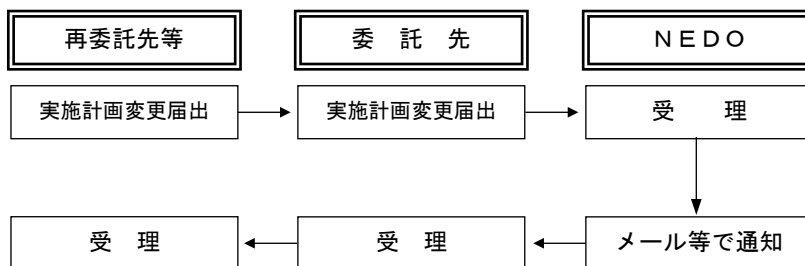 再委託先等
委　託　先
ＮＥＤＯ
実施計画変更届出
実施計画変更届出
受　　理
受　理
受　理
メール等で通知